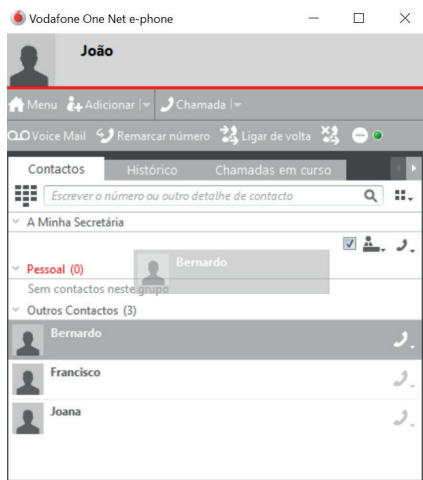 Vodafone One Net e-phone
João
Menu Adicionar Chamada
Voice Mail Remarcar número Ligar de volta
Contactos Histórico Chamadas em curso
Escrever o número ou outro detalhe de contacto
A Minha Secretária
Bernardo
Pessoal (0)
Sem contactos neste grupo
Outros Contactos (3)
Bernardo
Francisco
Joana